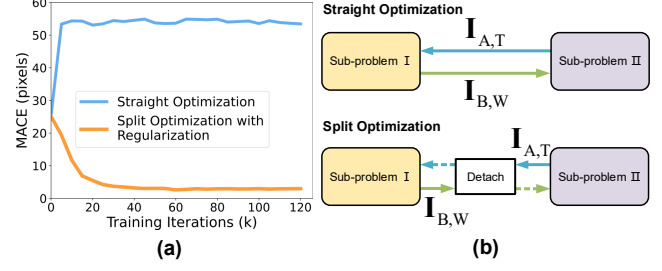 60
50
40
30
20
10
0
MACE (pixels)
Straight Optimization
Split Optimization with
Regularization
0 20 40 60 80 100 120
Training Iterations (k)
(a)
Straight Optimization
Sub-problem I
I_A,T
I_B,W
Sub-problem II
Split Optimization
Sub-problem I
I_B,W
Detach
I_A,T
Sub-problem II
(b)